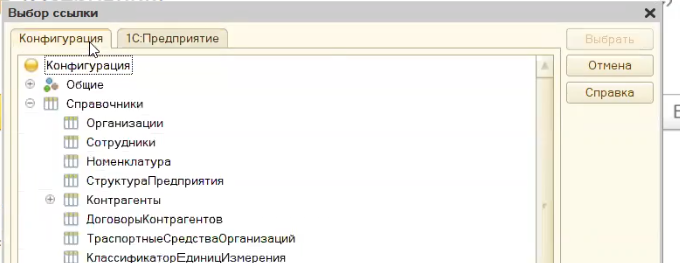 Выбор ссылки
Конфигурация 1С:Предприятие
Выбрать
Отмена
Справка
Конфигурация
Общие
Справочники
Организации
Сотрудники
Номенклатура
СтруктураПредприятия
Контрагенты
ДоговорыКонтрагентов
ТраспортныеСредстваОрганизаций
КлассификаторЕдиницИзмерения